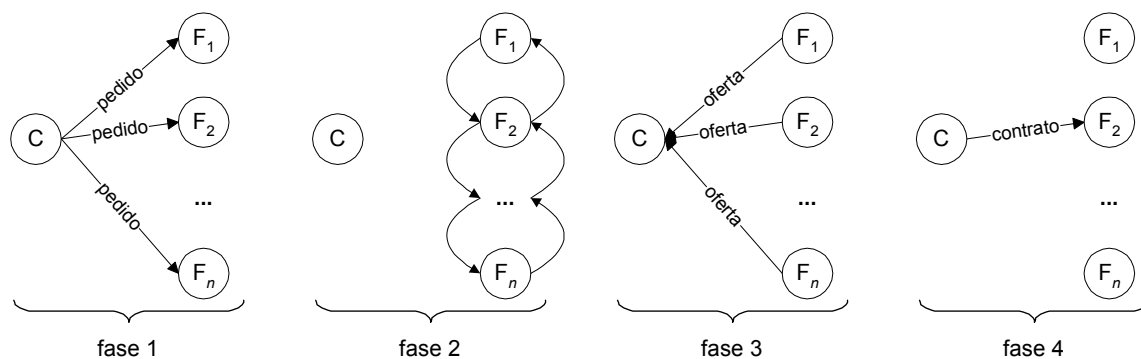 F1
pedido
C
pedido
F2
pedido
...
Fn
fase 1
F1
C
F2
...
Fn
fase 2
F1
oferta
C
oferta
F2
oferta
...
Fn
fase 3
F1
C
contrato
F2
...
Fn
fase 4